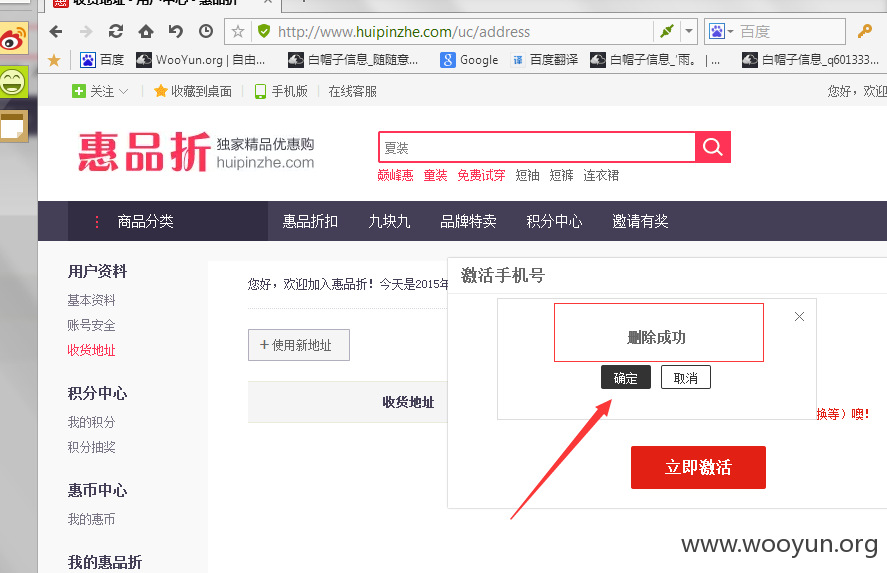 收货地址 - 用户中心 - 惠品折
http://www.huipinzhe.com/uc/address
百度
百度 WooYun.org | 自由... 白帽子信息_随随意... Google 百度翻译 白帽子信息_'雨。 | ... 白帽子信息_q601333...
关注 收藏到桌面 手机版 在线客服 您好，欢迎
惠品折 独家精品优惠购
huipinzhe.com
夏装
巅峰惠 童装 免费试穿 短袖 短裤 连衣裙
商品分类 惠品折扣 九块九 品牌特卖 积分中心 邀请有奖
用户资料
基本资料
账号安全
收货地址
积分中心
我的积分
积分抽奖
惠币中心
我的惠币
我的惠品折
您好，欢迎加入惠品折！今天是2015年
+ 使用新地址
收货地址
激活手机号
删除成功
确定 取消
换等）噢！
立即激活
www.wooyun.org